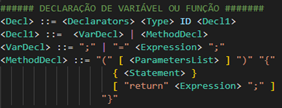 ###### DECLARAÇÃO DE VARIÁVEL OU FUNÇÃO #######
<Decl> ::= <Declarators> <Type> ID <Decl1>
<Decl1> ::=  <VarDecl> | <MethodDecl>
<VarDecl> ::= ";" | "=" <Expression> ";"
<MethodDecl> ::= "(" [ <ParametersList> ] ")" "{"
{ <Statement> }
[ "return" <Expression> ";" ]
"}"